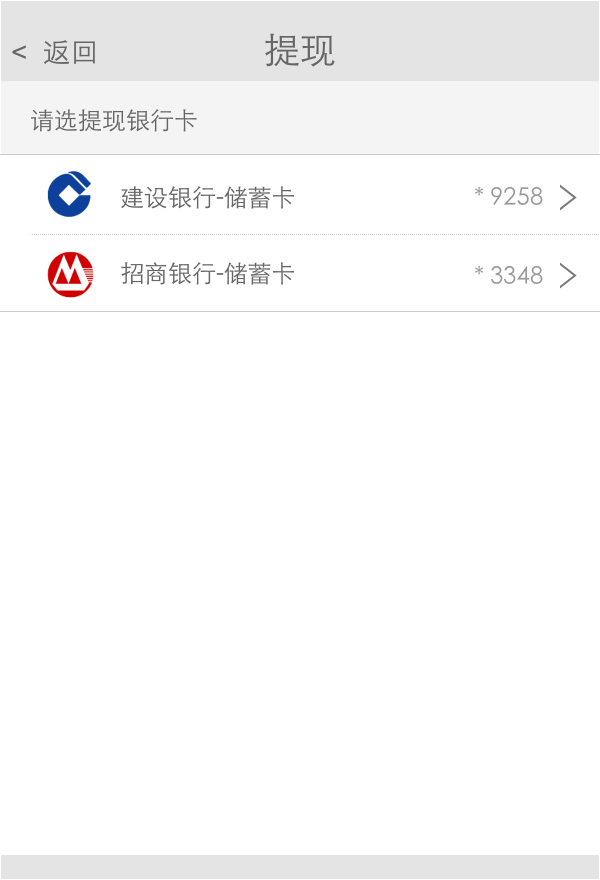 < 返回 提现
请选提现银行卡
建设银行-储蓄卡 * 9258 >
招商银行-储蓄卡 * 3348 >